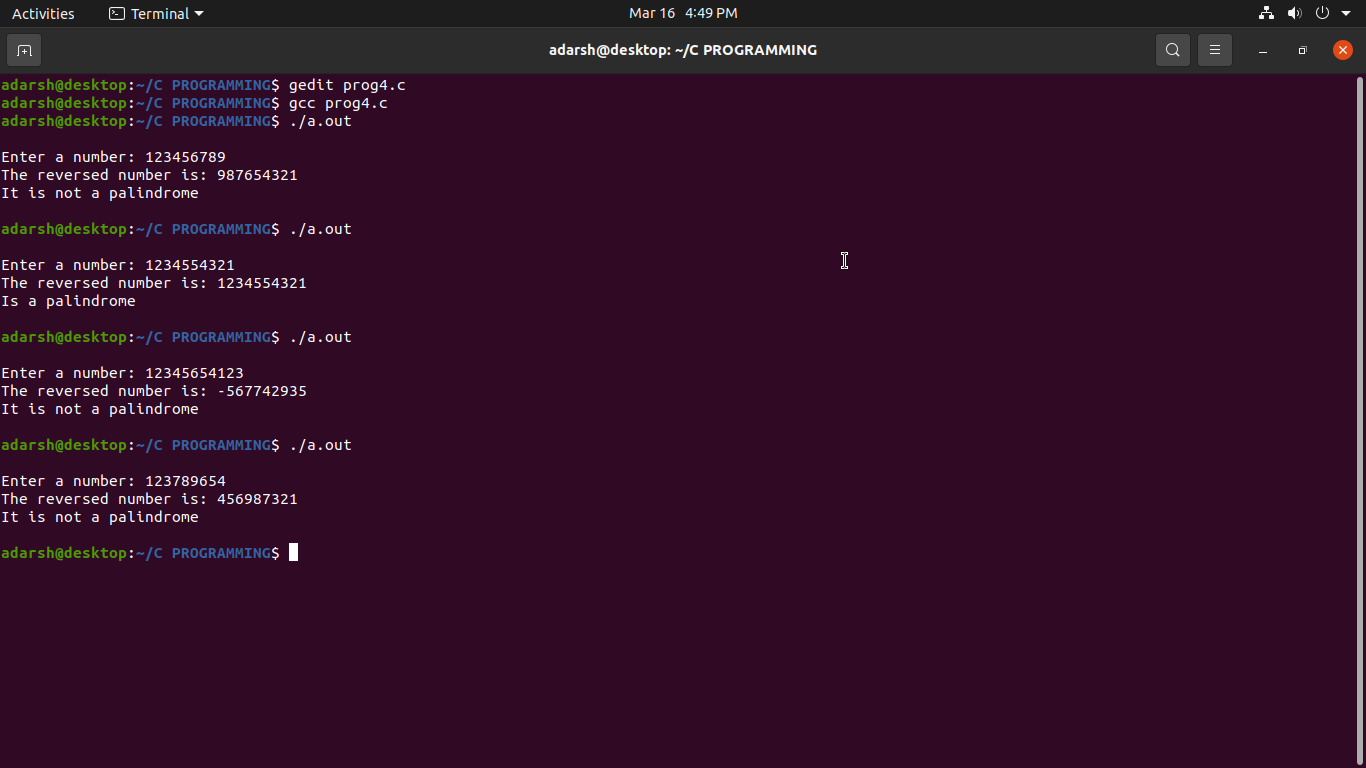 Activities Terminal Mar 16 4:49 PM
adarsh@desktop: ~/C PROGRAMMING
adarsh@desktop:~/C PROGRAMMING$ gedit prog4.c
adarsh@desktop:~/C PROGRAMMING$ gcc prog4.c
adarsh@desktop:~/C PROGRAMMING$ ./a.out
Enter a number: 123456789
The reversed number is: 987654321
It is not a palindrome
adarsh@desktop:~/C PROGRAMMING$ ./a.out
Enter a number: 1234554321
The reversed number is: 1234554321
Is a palindrome
adarsh@desktop:~/C PROGRAMMING$ ./a.out
Enter a number: 12345654123
The reversed number is: -567742935
It is not a palindrome
adarsh@desktop:~/C PROGRAMMING$ ./a.out
Enter a number: 123789654
The reversed number is: 456987321
It is not a palindrome
adarsh@desktop:~/C PROGRAMMING$